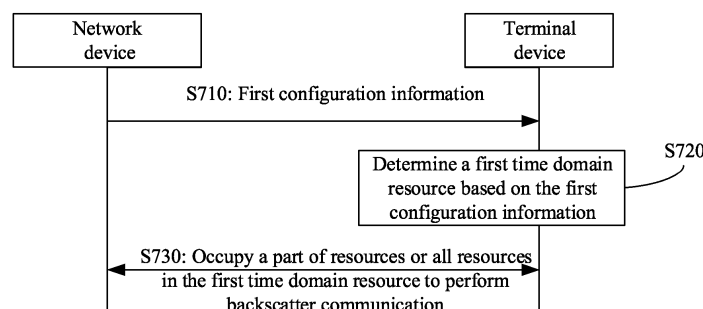 Network
device
Terminal
device
S710: First configuration information
Determine a first time domain
resource based on the first
configuration information
S720
S730: Occupy a part of resources or all resources
in the first time domain resource to perform
backscatter communication